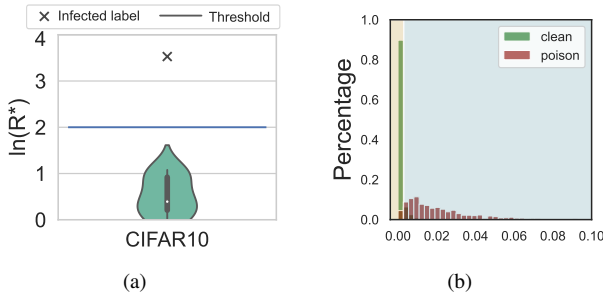 × Infected label — Threshold
ln(R*)
4
3
2
1
0
CIFAR10
(a)
Percentage
1.0
0.8
0.6
0.4
0.2
0.0
clean
poison
0.00 0.02 0.04 0.06 0.08 0.10
(b)